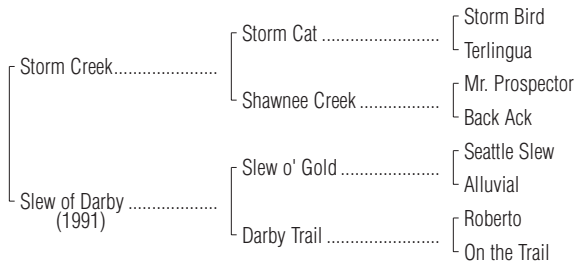 Storm Bird
Storm Cat ........................
Terlingua
Storm Creek.....................
Mr. Prospector
Shawnee Creek ................
Back Ack
Seattle Slew
Slew o' Gold ....................
Alluvial
Slew of Darby ..................
(1991)
Roberto
Darby Trail .......................
On the Trail